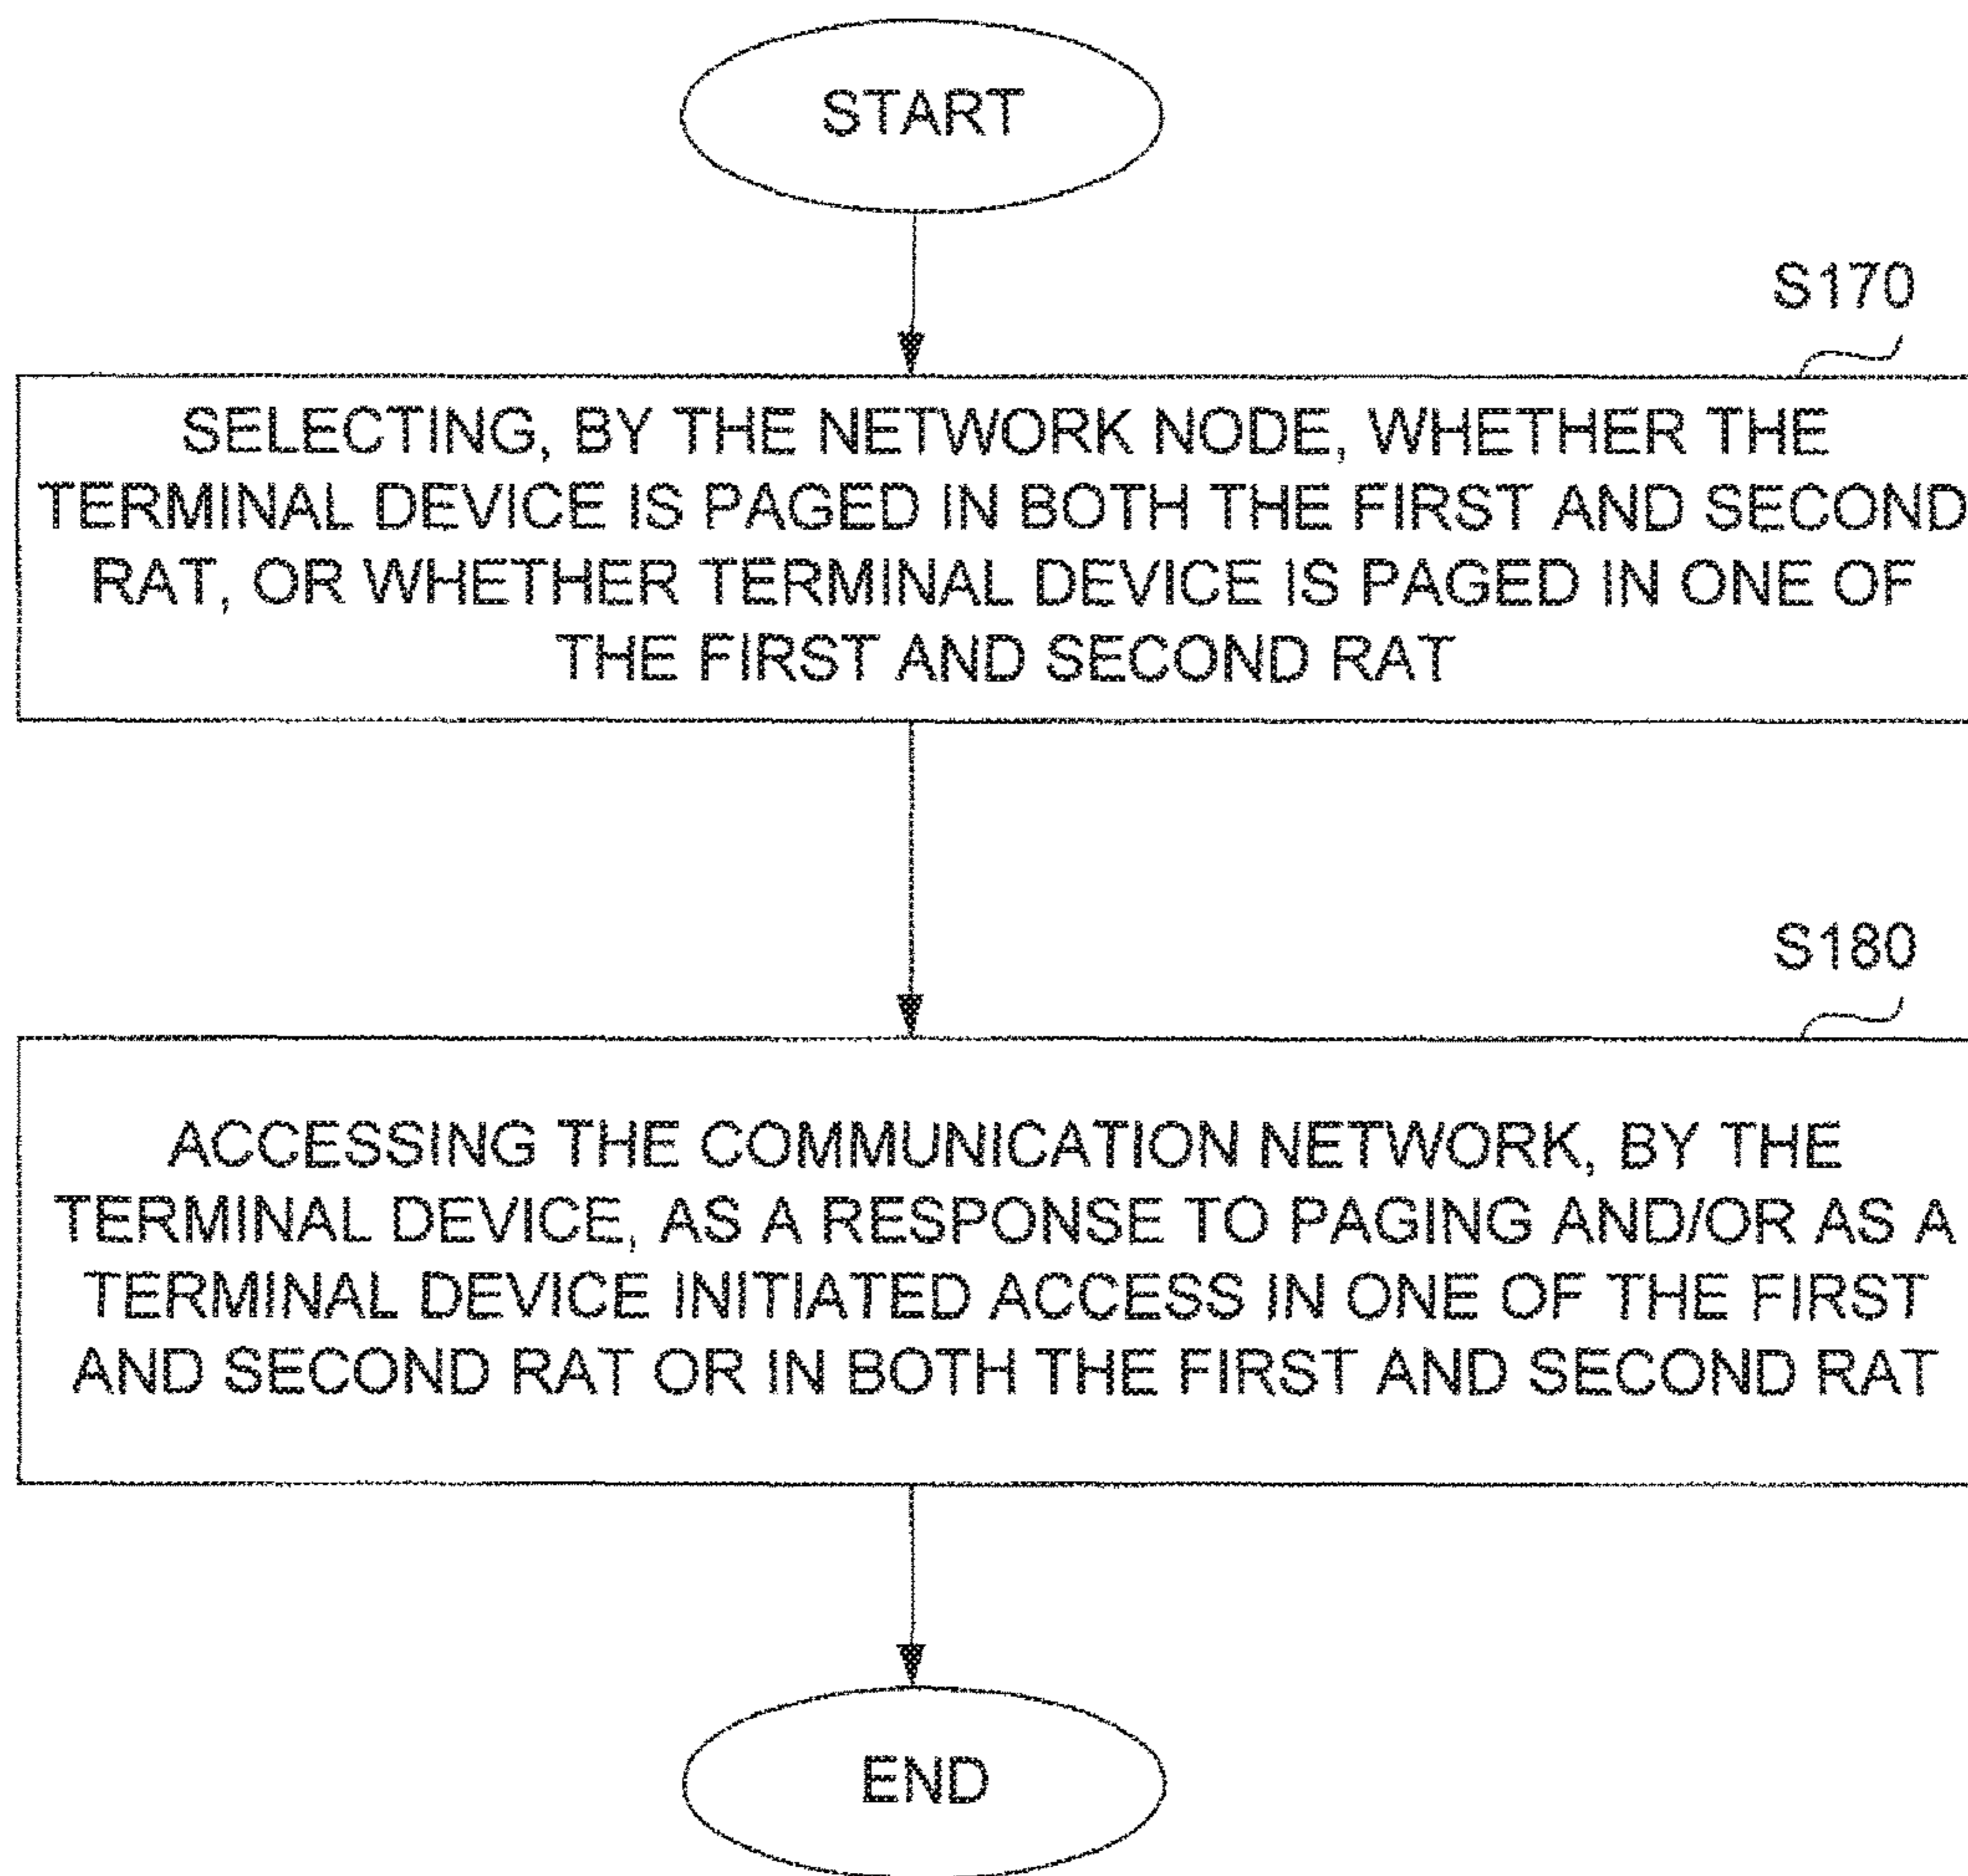 START
S170
SELECTING, BY THE NETWORK NODE, WHETHER THE
TERMINAL DEVICE IS PAGED IN BOTH THE FIRST AND SECOND
RAT, OR WHETHER TERMINAL DEVICE IS PAGED IN ONE OF
THE FIRST AND SECOND RAT
S180
ACCESSING THE COMMUNICATION NETWORK, BY THE
TERMINAL DEVICE, AS A RESPONSE TO PAGING AND/OR AS A
TERMINAL DEVICE INITIATED ACCESS IN ONE OF THE FIRST
AND SECOND RAT OR IN BOTH THE FIRST AND SECOND RAT
END